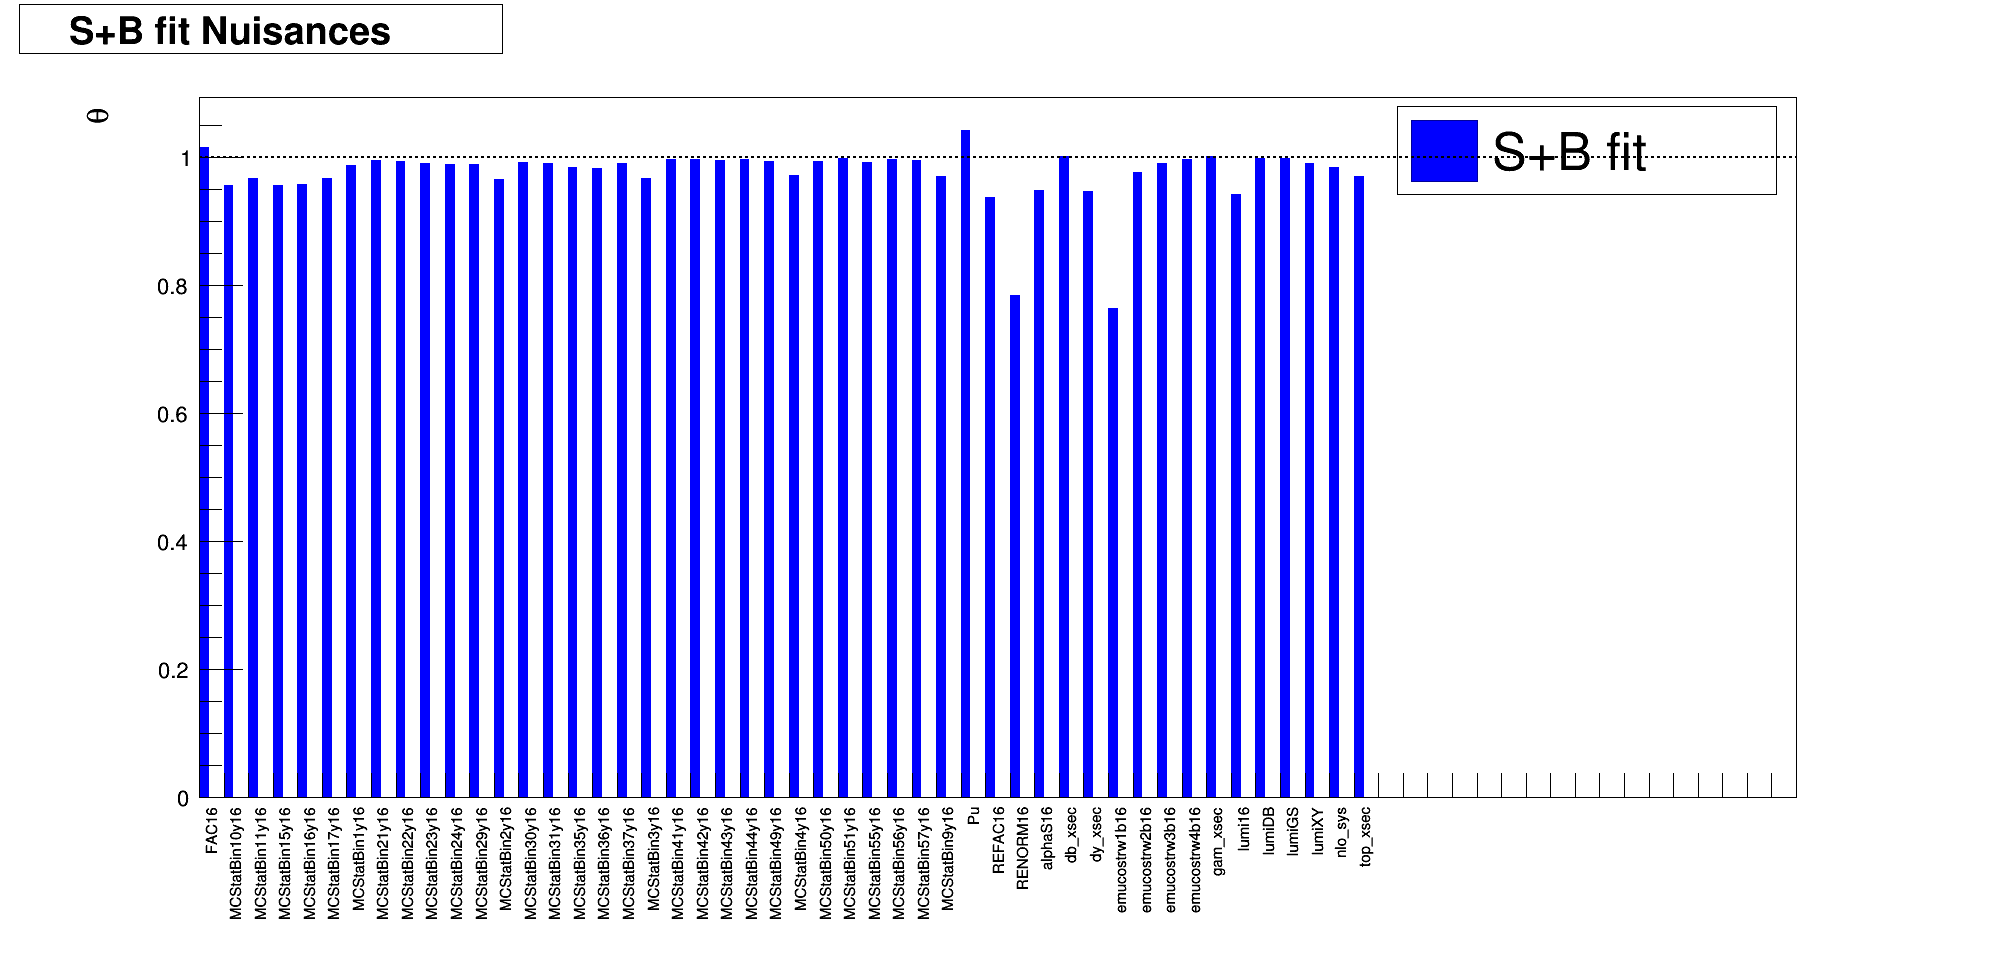 S+B fit Nuisances
θ
S+B fit
1
0.8
0.6
0.4
0.2
0
FAC16
MCStatBin10y16
MCStatBin11y16
MCStatBin15y16
MCStatBin16y16
MCStatBin17y16
MCStatBin1y16
MCStatBin21y16
MCStatBin22y16
MCStatBin23y16
MCStatBin24y16
MCStatBin29y16
MCStatBin2y16
MCStatBin30y16
MCStatBin31y16
MCStatBin35y16
MCStatBin36y16
MCStatBin37y16
MCStatBin3y16
MCStatBin41y16
MCStatBin42y16
MCStatBin43y16
MCStatBin44y16
MCStatBin49y16
MCStatBin4y16
MCStatBin50y16
MCStatBin51y16
MCStatBin55y16
MCStatBin56y16
MCStatBin57y16
MCStatBin9y16
Pu
REFAC16
RENORM16
alphaS16
db_xsec
dy_xsec
emucostrw1b16
emucostrw2b16
emucostrw3b16
emucostrw4b16
gam_xsec
lumi16
lumiDB
lumiGS
lumiXY
nlo_sys
top_xsec